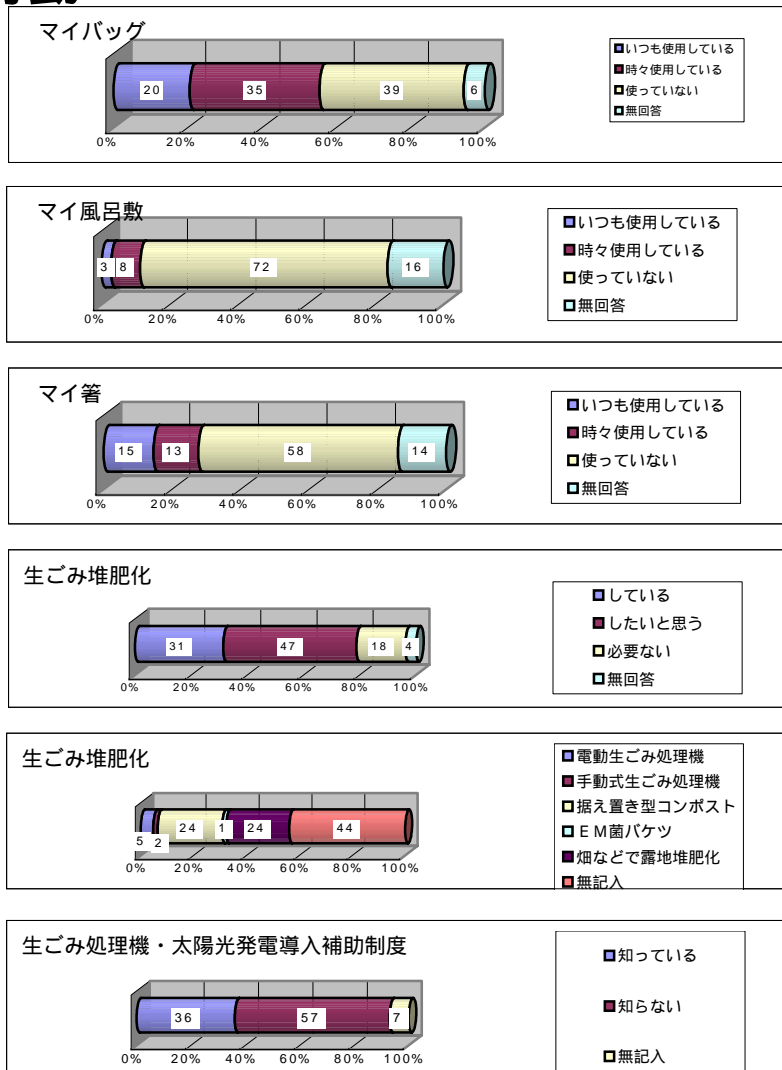 マイバッグ
20 35 39 6
0% 20% 40% 60% 80% 100%
いつも使用している
時々使用している
使っていない
無回答
マイ風呂敷
3 8 72 16
0% 20% 40% 60% 80% 100%
いつも使用している
時々使用している
使っていない
無回答
マイ箸
15 13 58 14
0% 20% 40% 60% 80% 100%
いつも使用している
時々使用している
使っていない
無回答
生ごみ堆肥化
31 47 18 4
0% 20% 40% 60% 80% 100%
している
したいと思う
必要ない
無回答
生ごみ堆肥化
5 2 24 1 24 44
0% 20% 40% 60% 80% 100%
電動生ごみ処理機
手動式生ごみ処理機
据え置き型コンポスト
ＥＭ菌バケツ
畑などで露地堆肥化
無記入
生ごみ処理機・太陽光発電導入補助制度
36 57 7
0% 20% 40% 60% 80% 100%
知っている
知らない
無記入